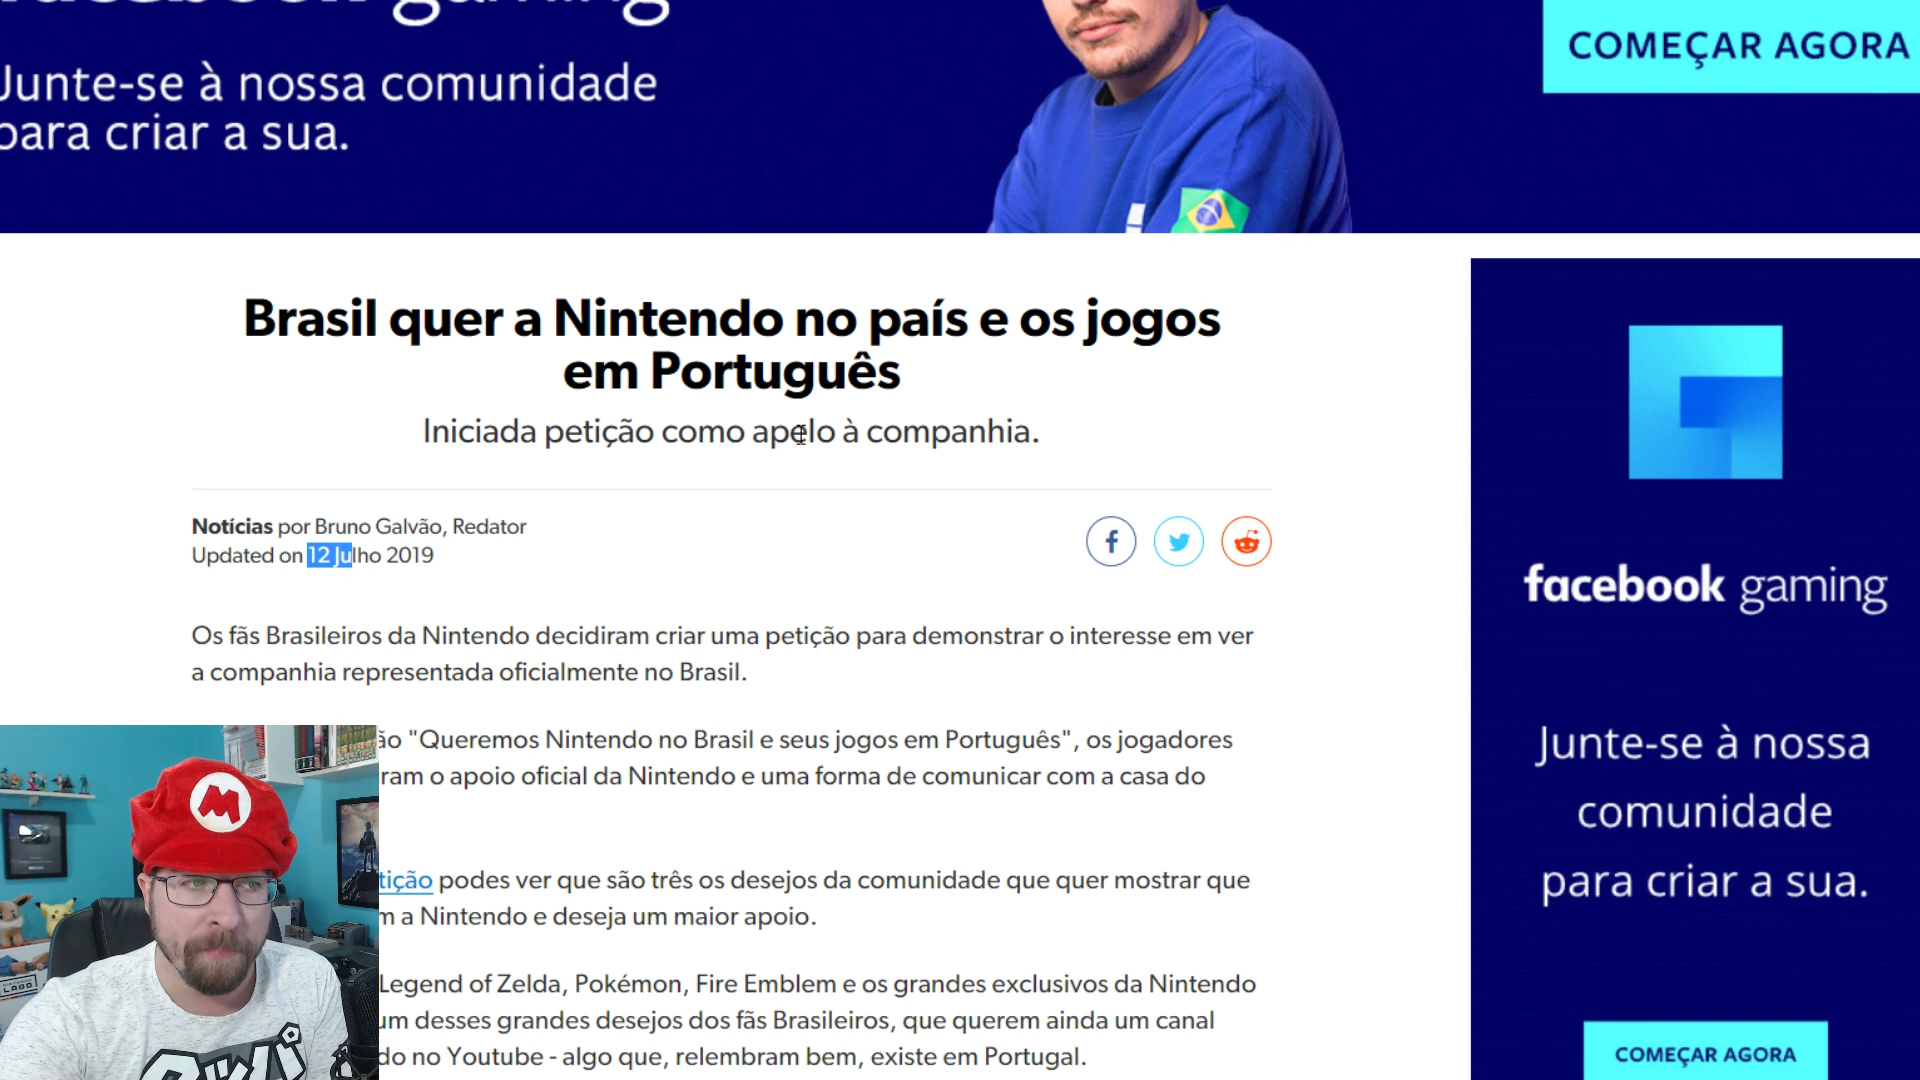 Junte-se à nossa comunidade
para criar a sua.
COMEÇAR AGORA
Brasil quer a Nintendo no país e os jogos
em Português
Iniciada petição como apelo à companhia.
Notícias por Bruno Galvão, Redator
Updated on 12 Julho 2019
Os fãs Brasileiros da Nintendo decidiram criar uma petição para demonstrar o interesse em ver
a companhia representada oficialmente no Brasil.
ão "Queremos Nintendo no Brasil e seus jogos em Português", os jogadores
ram o apoio oficial da Nintendo e uma forma de comunicar com a casa do
tição podes ver que são três os desejos da comunidade que quer mostrar que
m a Nintendo e deseja um maior apoio.
Legend of Zelda, Pokémon, Fire Emblem e os grandes exclusivos da Nintendo
um desses grandes desejos dos fãs Brasileiros, que querem ainda um canal
do no Youtube - algo que, relembram bem, existe em Portugal.
facebook gaming
Junte-se à nossa
comunidade
para criar a sua.
COMEÇAR AGORA
M
LABO